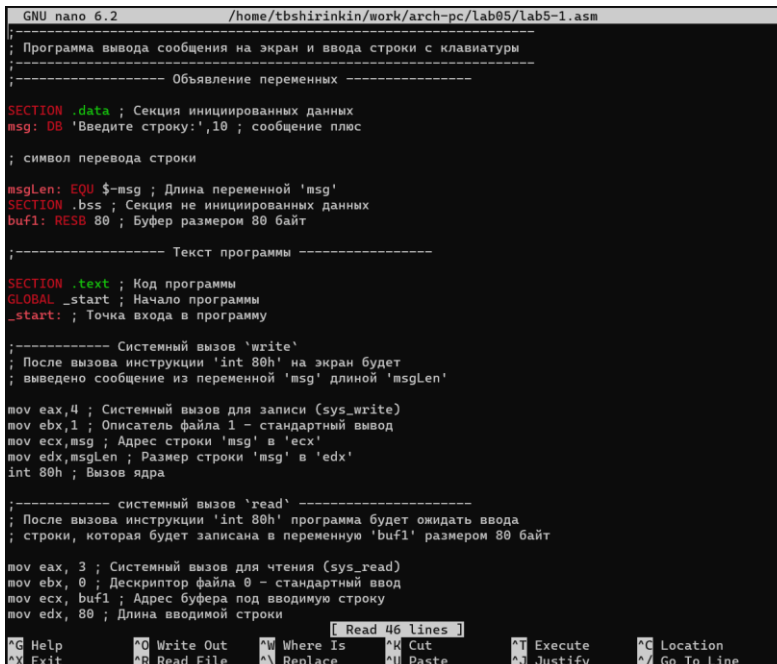 GNU nano 6.2 /home/tbshirinkin/work/arch-pc/lab05/lab5-1.asm
;------------------------------------------------------------------
; Программа вывода сообщения на экран и ввода строки с клавиатуры
;------------------------------------------------------------------
;------------------- Объявление переменных ----------------
SECTION .data ; Секция инициированных данных
msg: DB 'Введите строку:',10 ; сообщение плюс
; символ перевода строки
msgLen: EQU $-msg ; Длина переменной 'msg'
SECTION .bss ; Секция не инициированных данных
buf1: RESB 80 ; Буфер размером 80 байт
;------------------- Текст программы -----------------
SECTION .text ; Код программы
GLOBAL _start ; Начало программы
_start: ; Точка входа в программу
;------------ Cистемный вызов `write`
; После вызова инструкции 'int 80h' на экран будет
; выведено сообщение из переменной 'msg' длиной 'msgLen'
mov eax,4 ; Системный вызов для записи (sys_write)
mov ebx,1 ; Описатель файла 1 - стандартный вывод
mov ecx,msg ; Адрес строки 'msg' в 'ecx'
mov edx,msgLen ; Размер строки 'msg' в 'edx'
int 80h ; Вызов ядра
;------------ системный вызов `read` ----------------------
; После вызова инструкции 'int 80h' программа будет ожидать ввода
; строки, которая будет записана в переменную 'buf1' размером 80 байт
mov eax, 3 ; Системный вызов для чтения (sys_read)
mov ebx, 0 ; Дескриптор файла 0 - стандартный ввод
mov ecx, buf1 ; Адрес буфера под вводимую строку
mov edx, 80 ; Длина вводимой строки
[ Read 46 lines ]
^G Help ^O Write Out ^W Where Is ^K Cut ^T Execute ^C Location
^X Exit ^R Read File ^\ Replace ^U Paste ^J Justify ^/ Go To Line